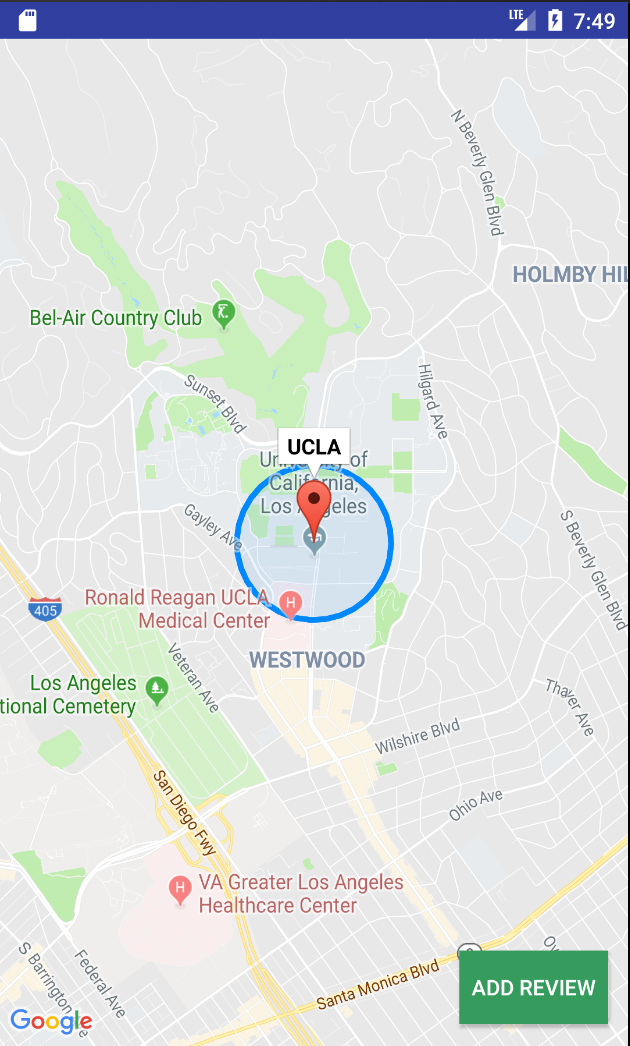 LTE 7:49
N Beverly Glen Blvd
HOLMBY HIL
Bel-Air Country Club
Sunset Blvd
Hilgard Ave
UCLA
University of
California,
Los Angeles
Gayley Ave
S Beverly Glen Blvd
405
Ronald Reagan UCLA
Medical Center
H
WESTWOOD
Veteran Ave
Los Angeles
tional Cemetery
Thayer Ave
Wilshire Blvd
San Diego Fwy
Ohio Ave
H
VA Greater Los Angeles
Healthcare Center
S Barrington
Federal Ave
Santa Monica Blvd
ADD REVIEW
Google